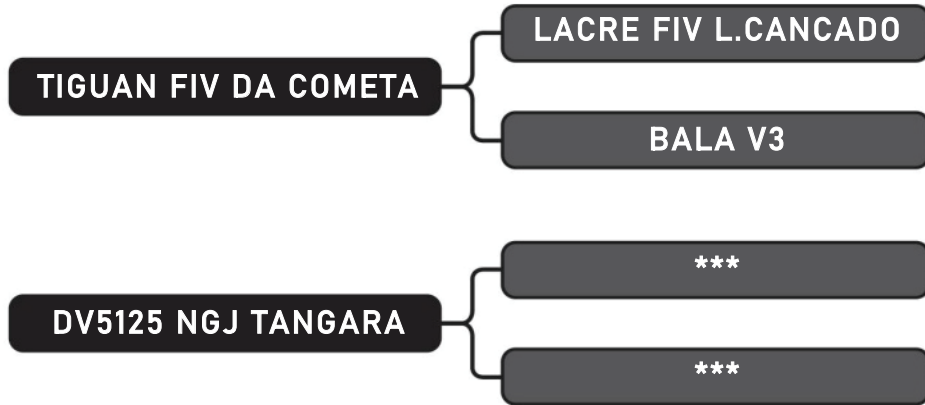 LACRE FIV L.CANCADO
TIGUAN FIV DA COMETA
BALA V3
***
DV5125 NGJ TANGARA
***